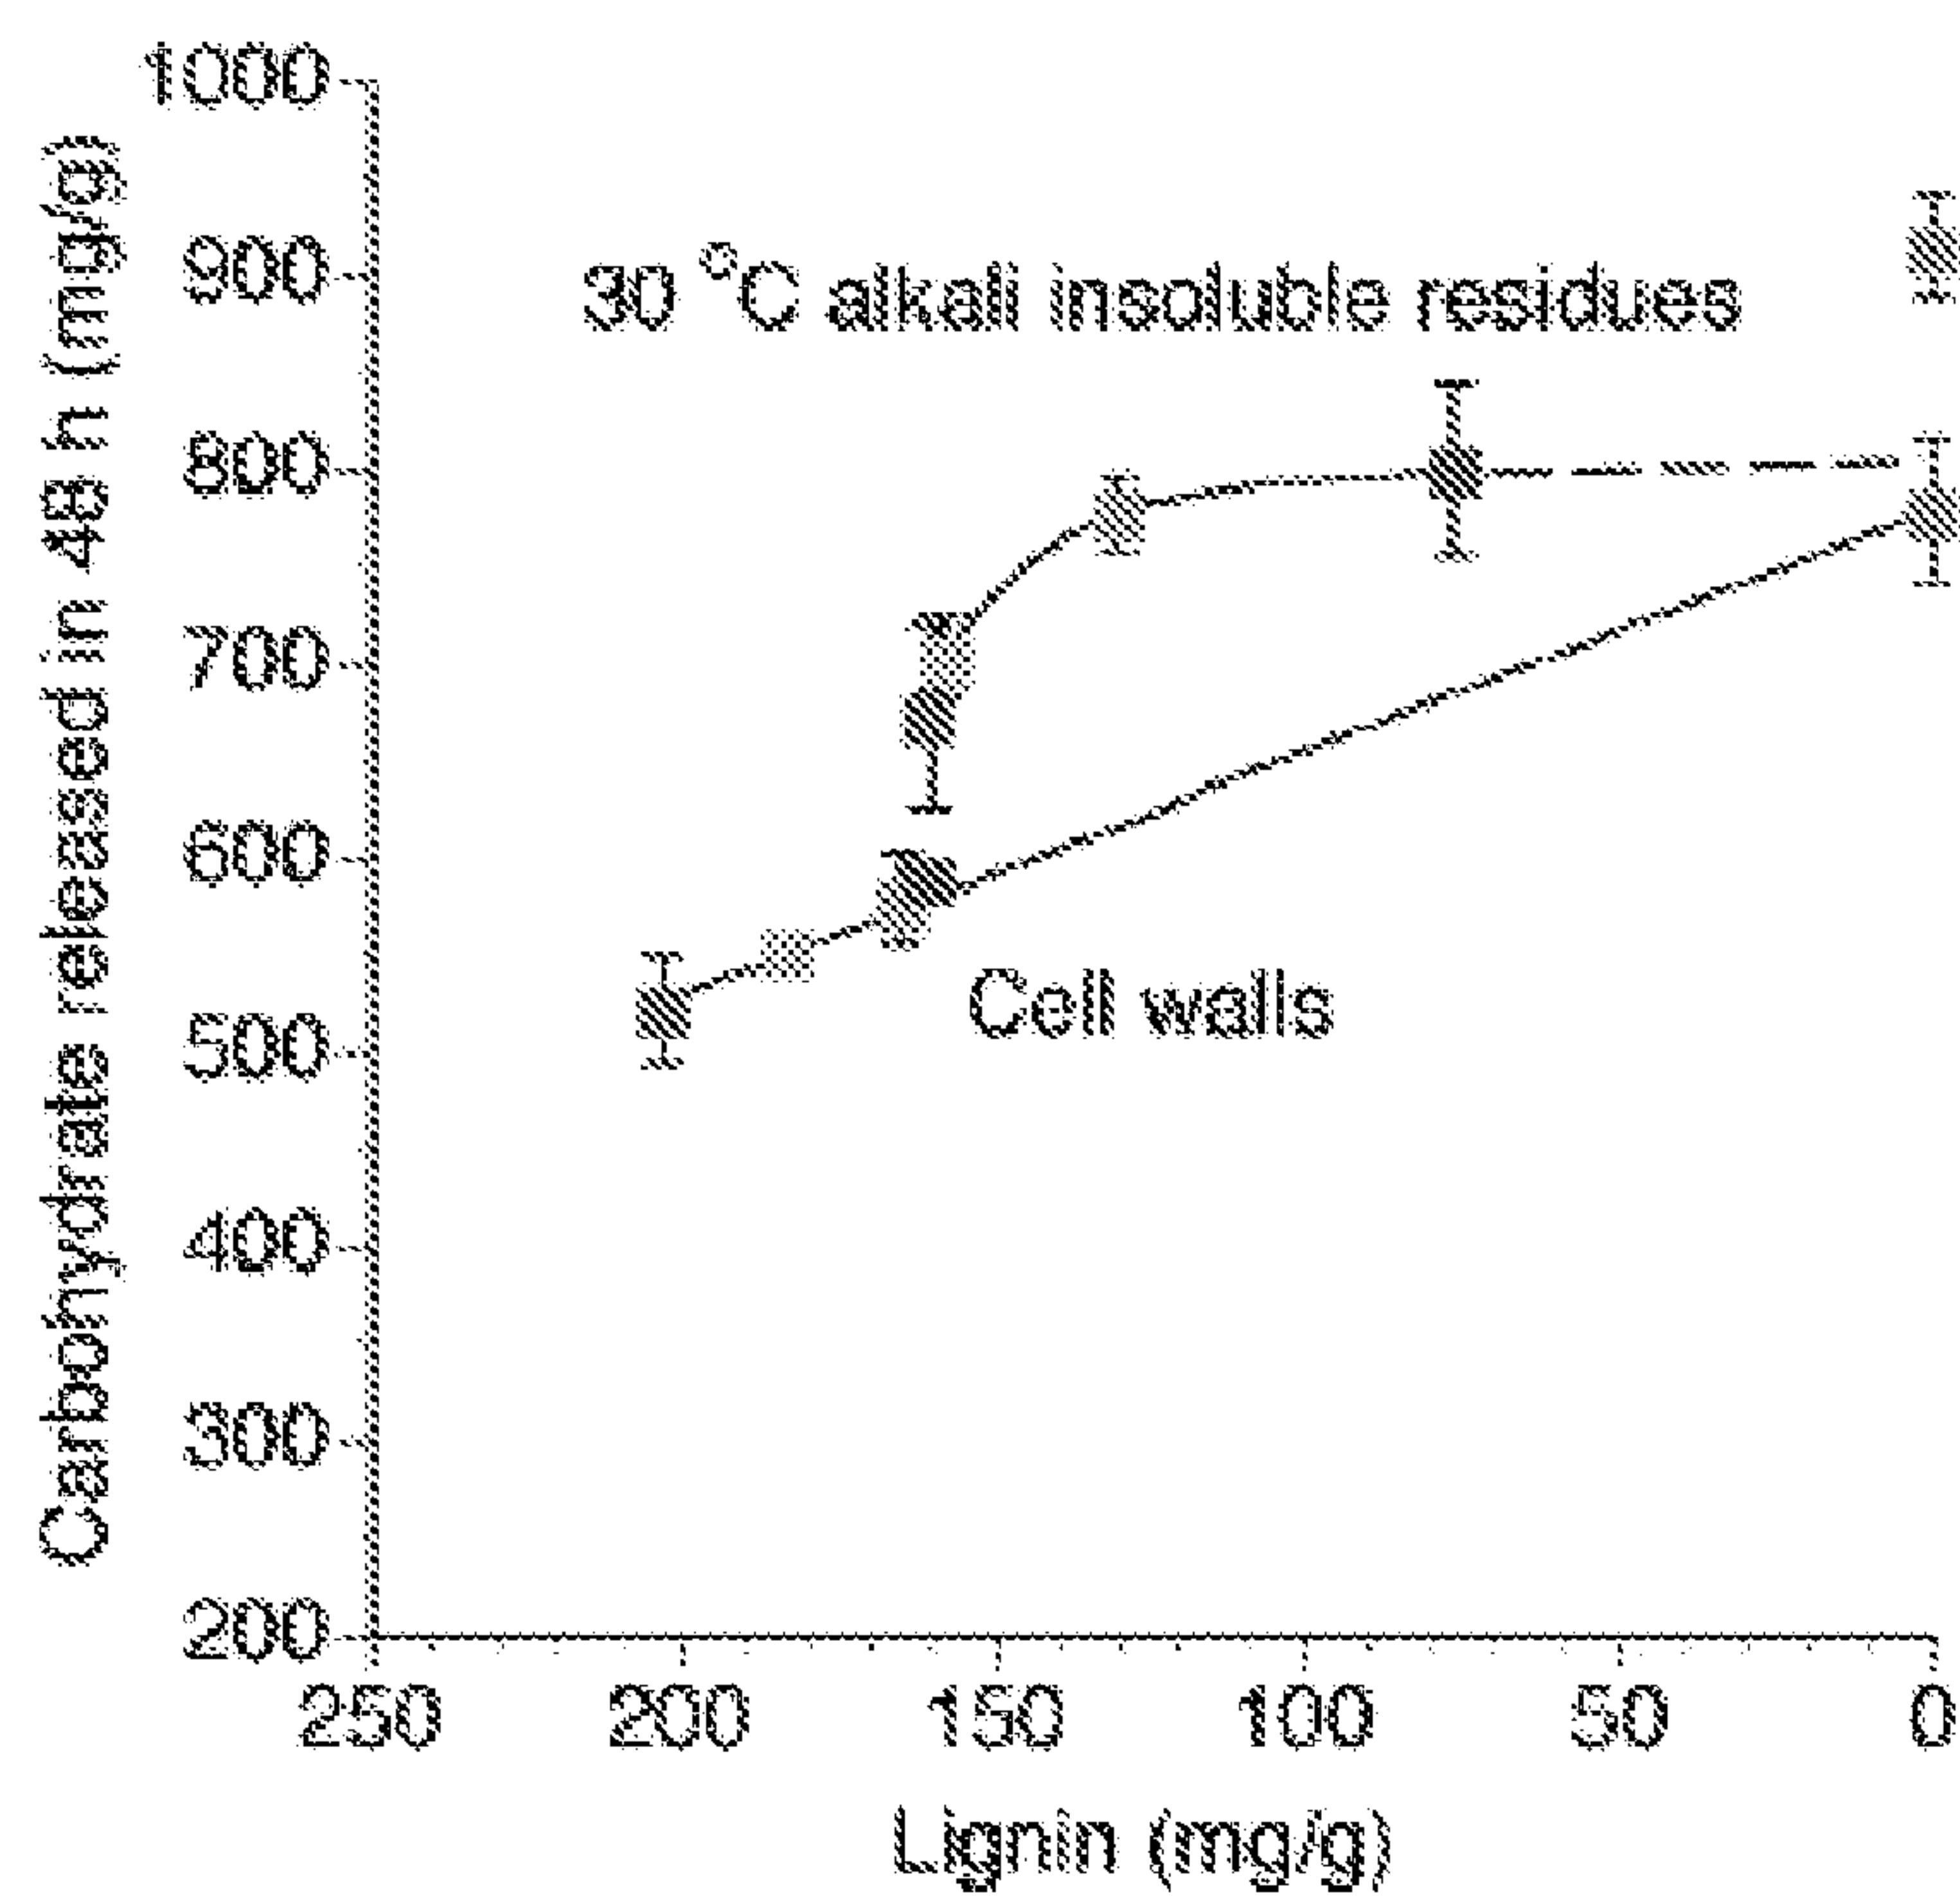 Carbohydrate released in 48 h (mg/g)
1000
900
800
700
600
500
400
300
200
30 °C alkali insoluble residues
Cell walls
250 200 150 100 50 0
Lignin (mg/g)